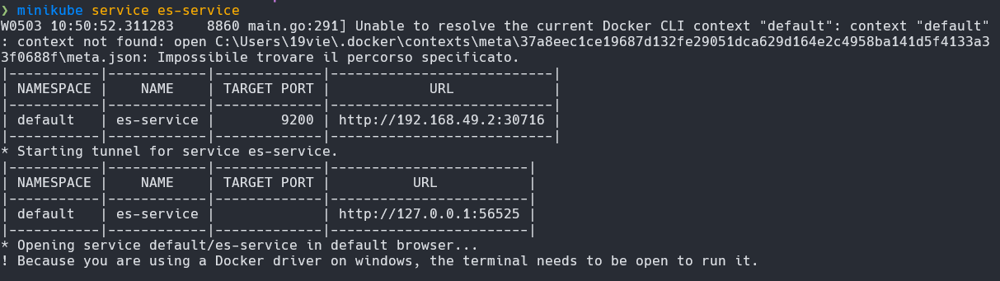 ❯ minikube service es-service
W0503 10:50:52.311283    8860 main.go:291] Unable to resolve the current Docker CLI context "default": context "default"
: context not found: open C:\Users\19vie\.docker\contexts\meta\37a8eec1ce19687d132fe29051dca629d164e2c4958ba141d5f4133a3
3f0688f\meta.json: Impossibile trovare il percorso specificato.
|-----------|------------|-------------|---------------------------|
| NAMESPACE |    NAME    | TARGET PORT |            URL            |
|-----------|------------|-------------|---------------------------|
| default   | es-service |        9200 | http://192.168.49.2:30716 |
|-----------|------------|-------------|---------------------------|
* Starting tunnel for service es-service.
|-----------|------------|-------------|------------------------|
| NAMESPACE |    NAME    | TARGET PORT |          URL           |
|-----------|------------|-------------|------------------------|
| default   | es-service |             | http://127.0.0.1:56525 |
|-----------|------------|-------------|------------------------|
* Opening service default/es-service in default browser...
! Because you are using a Docker driver on windows, the terminal needs to be open to run it.